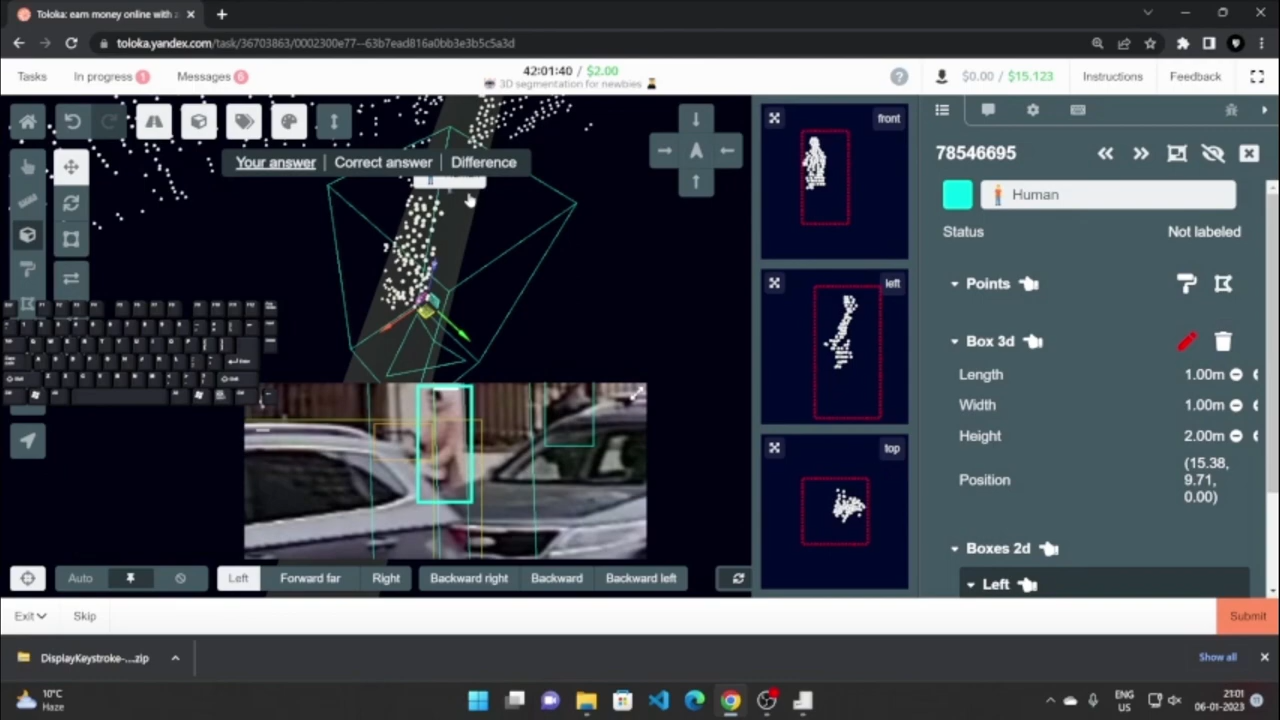 Toloka: earn money online with a
toloka.yandex.com/task/36703863/0002300e77--63b7ead816a0bb3e3b5c5a3d
Tasks
In progress 1
Messages 6
42:01:40 / $2.00
3D segmentation for newbies
$0.00 / $15.123
Instructions
Feedback
Your answer | Correct answer | Difference
A
front
left
top
78546695
Human
Status Not labeled
Points
Box 3d
Length 1.00m
Width 1.00m
Height 2.00m
Position (15.38,
9.71,
0.00)
Boxes 2d
Left
Auto
Left
Forward far
Right
Backward right
Backward
Backward left
Exit
Skip
Submit
DisplayKeystroke-....zip
Show all
10°C
Haze
ENG
US
21:01
06-01-2023